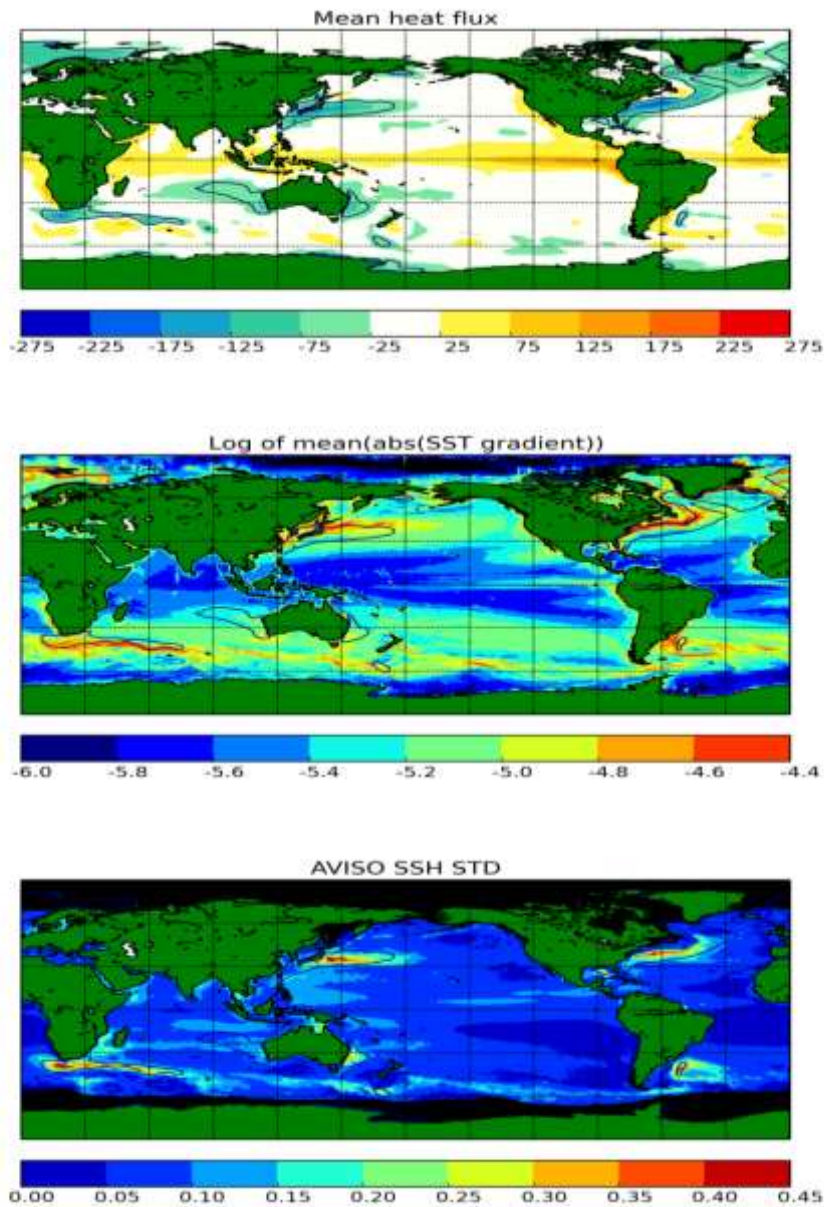 Mean heat flux
-275 -225 -175 -125 -75 -25 25 75 125 175 225 275
Log of mean(abs(SST gradient))
-6.0 -5.8 -5.6 -5.4 -5.2 -5.0 -4.8 -4.6 -4.4
AVISO SSH STD
0.00 0.05 0.10 0.15 0.20 0.25 0.30 0.35 0.40 0.45